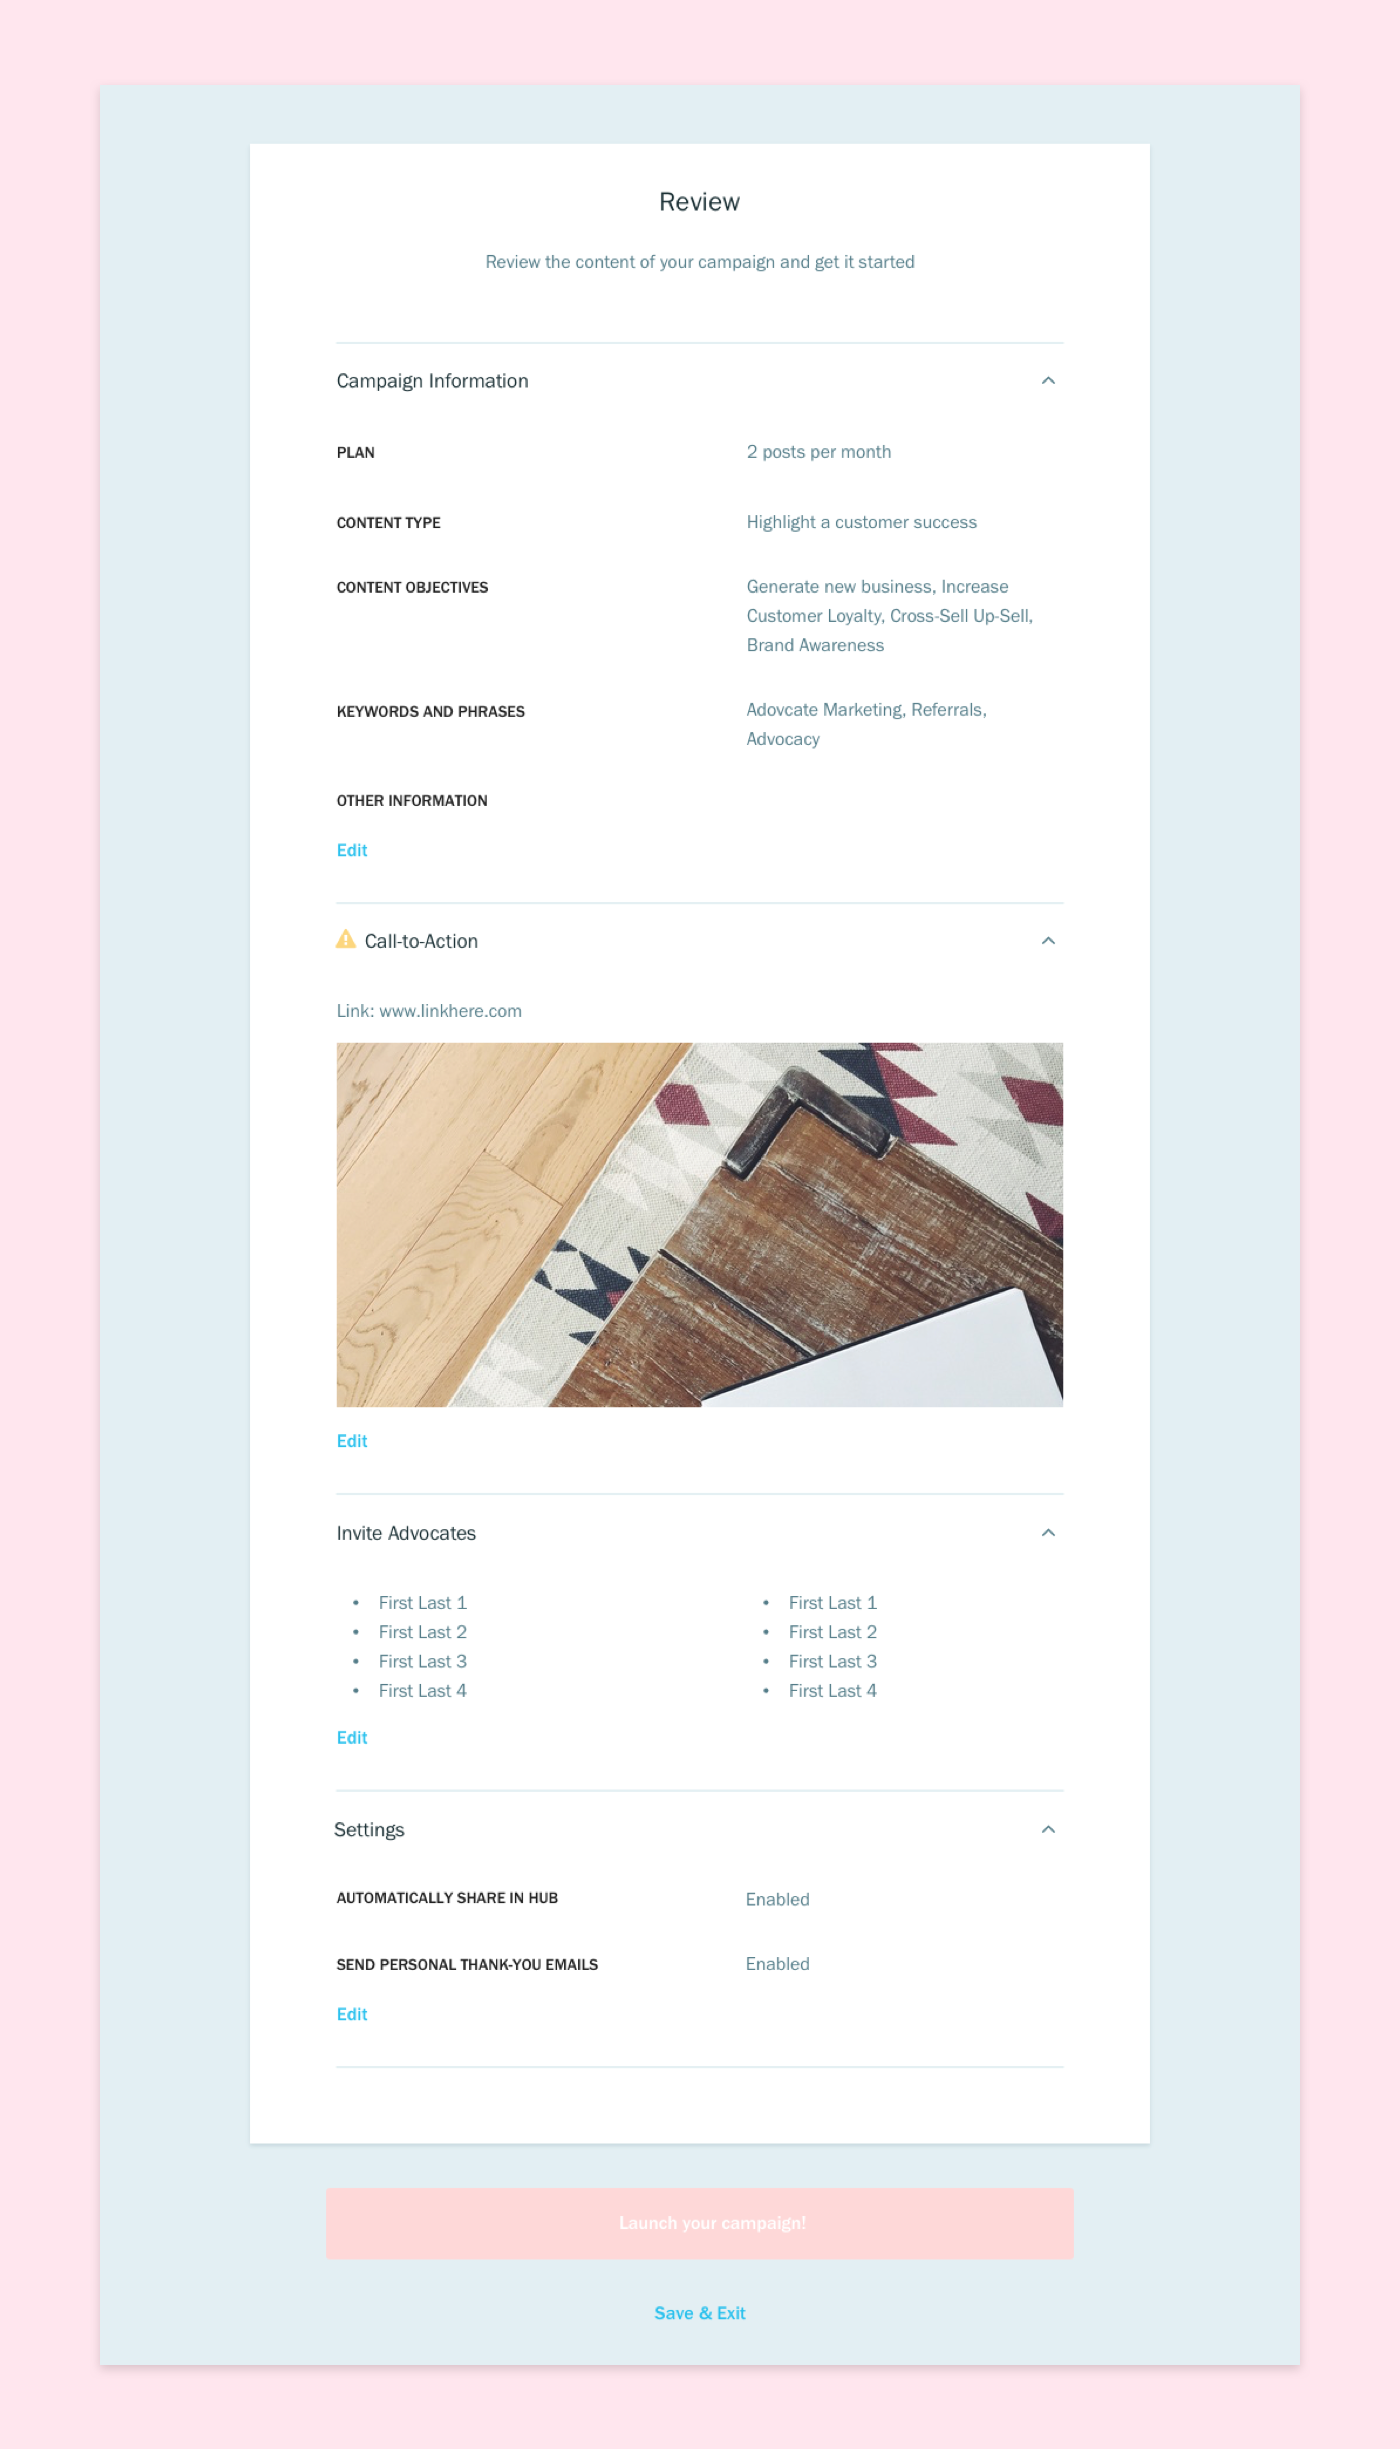 Review
Review the content of your campaign and get it started
Campaign Information
PLAN
2 posts per month
CONTENT TYPE
Highlight a customer success
CONTENT OBJECTIVES
Generate new business, Increase
Customer Loyalty, Cross-Sell Up-Sell,
Brand Awareness
KEYWORDS AND PHRASES
Adovcate Marketing, Referrals,
Advocacy
OTHER INFORMATION
Edit
Call-to-Action
Link: www.linkhere.com
Edit
Invite Advocates
• First Last 1
• First Last 2
• First Last 3
• First Last 4
• First Last 1
• First Last 2
• First Last 3
• First Last 4
Edit
Settings
AUTOMATICALLY SHARE IN HUB
Enabled
SEND PERSONAL THANK-YOU EMAILS
Enabled
Edit
Launch your campaign!
Save & Exit